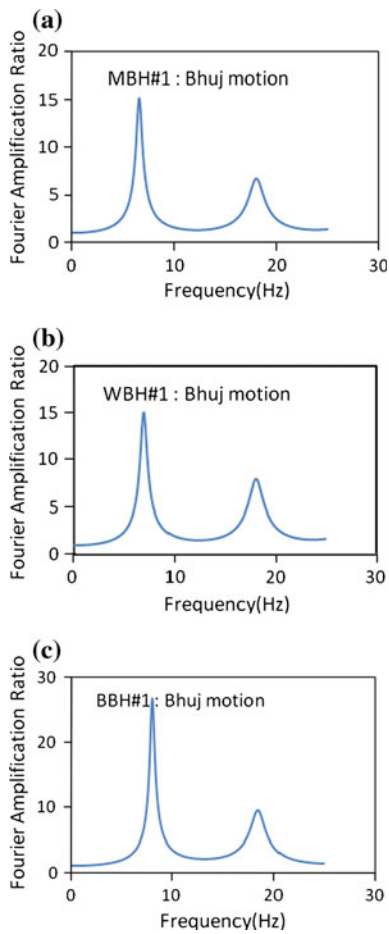 (a)
20
15
10
5
0
MBH#1 : Bhuj motion
Fourier Amplification Ratio
0 10 20 30
Frequency(Hz)
(b)
20
15
10
5
0
WBH#1 : Bhuj motion
Fourier Amplification Ratio
0 10 20 30
Frequency(Hz)
(c)
30
20
10
0
BBH#1 : Bhuj motion
Fourier Amplification Ratio
0 10 20 30
Frequency(Hz)